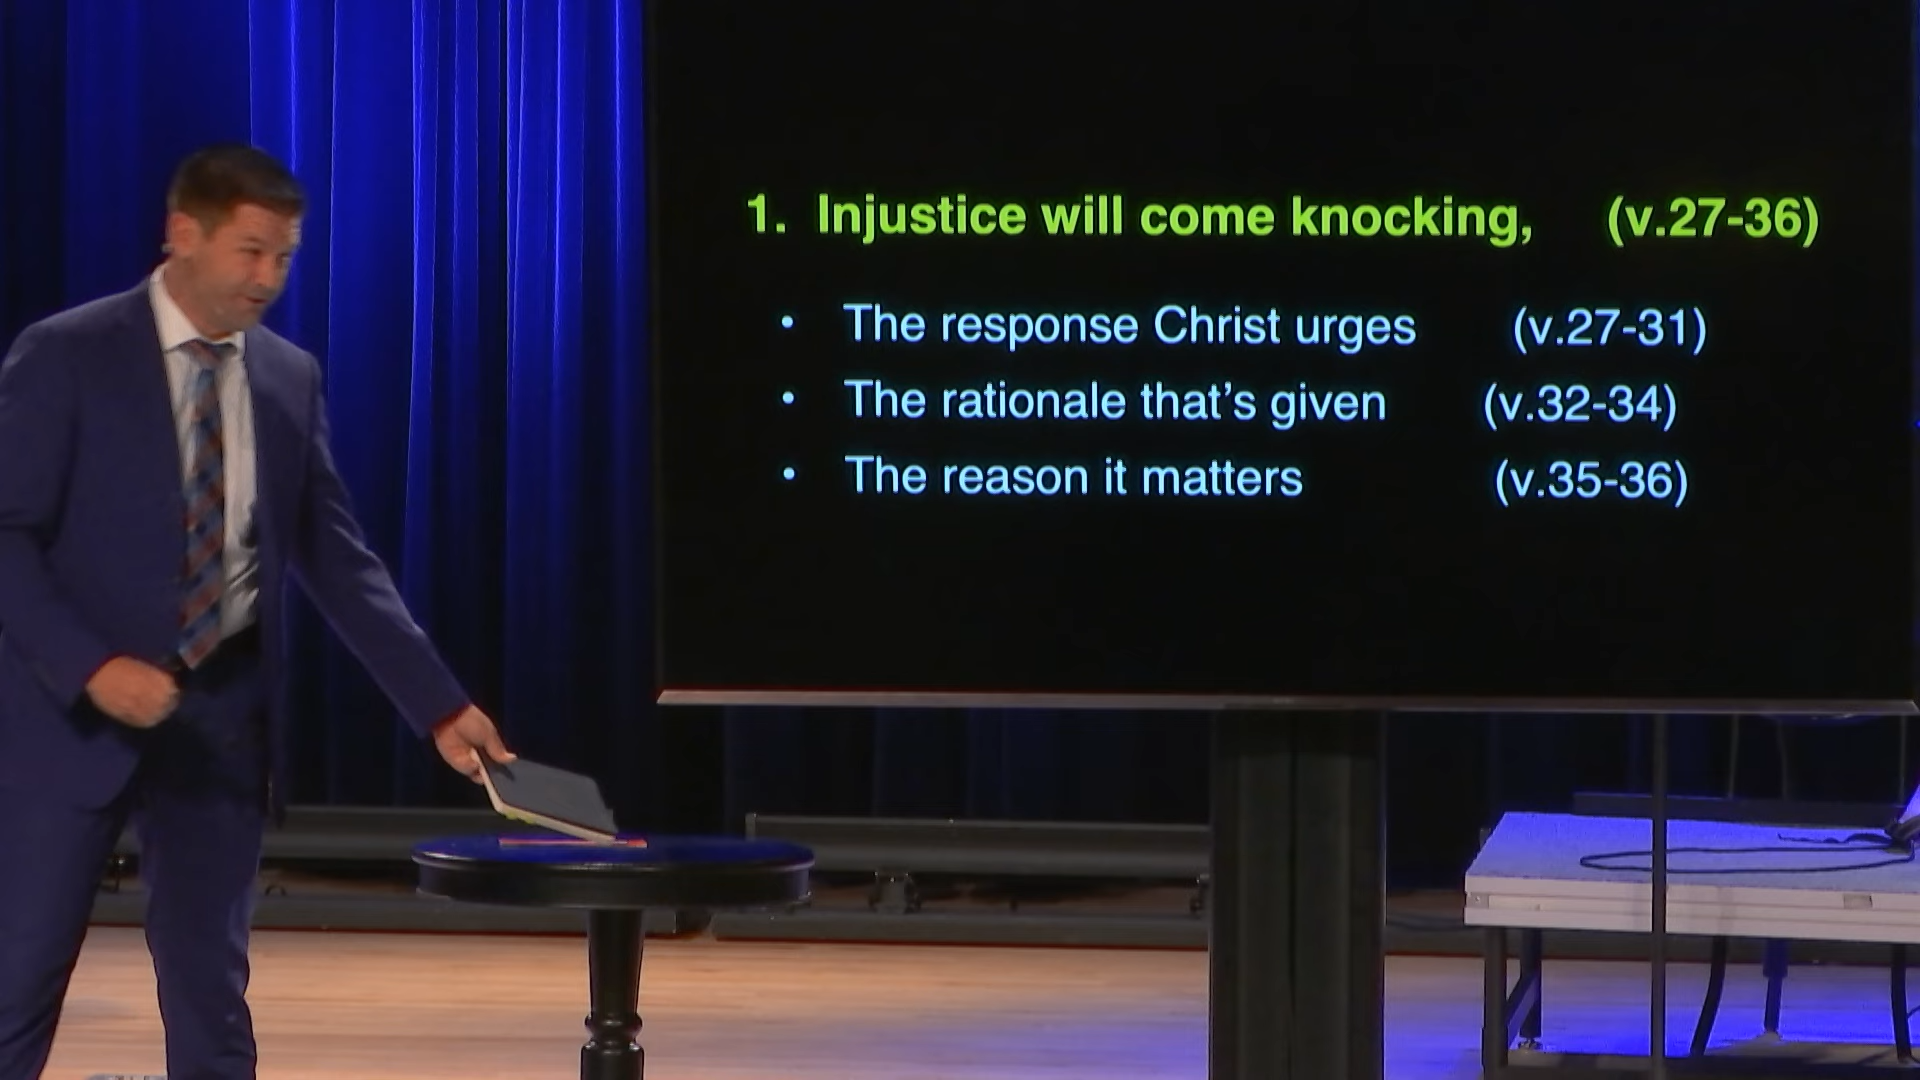 1. Injustice will come knocking, (v.27-36)
• The response Christ urges (v.27-31)
• The rationale that’s given (v.32-34)
• The reason it matters (v.35-36)